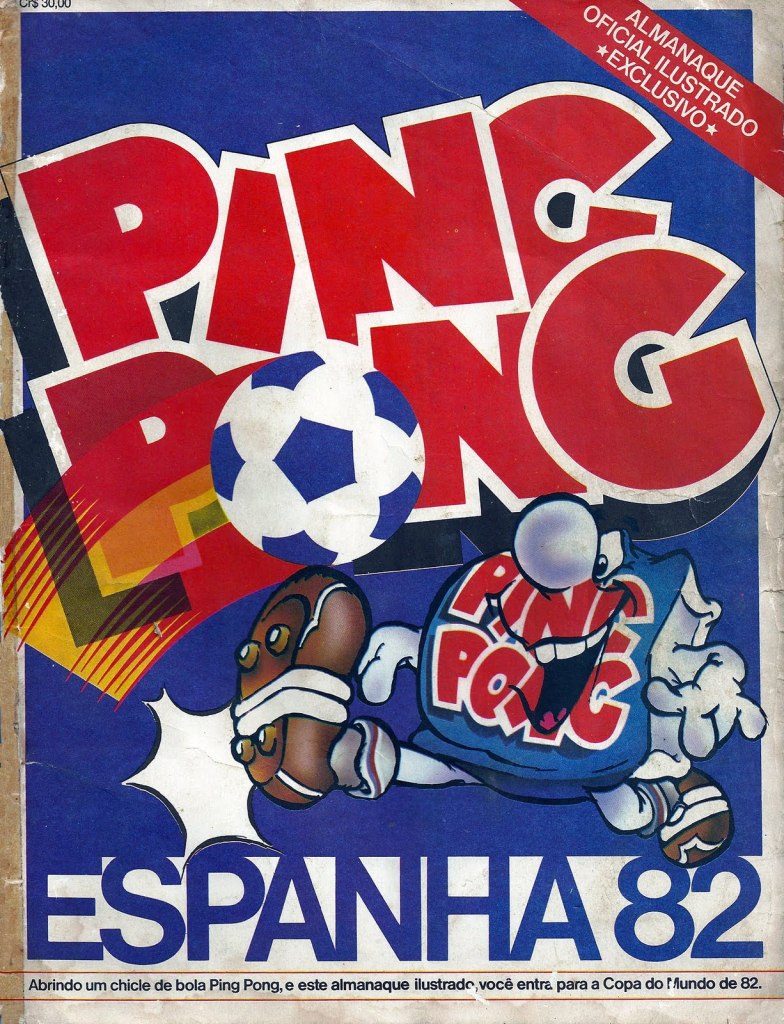 Cr$ 30,00
ALMANAQUE
OFICIAL ILUSTRADO
★EXCLUSIVO★
PING
PONG
PING
PONG
ESPANHA 82
Abrindo um chicle de bola Ping Pong, e este almanaque ilustrado, você entra para a Copa do Mundo de 82.